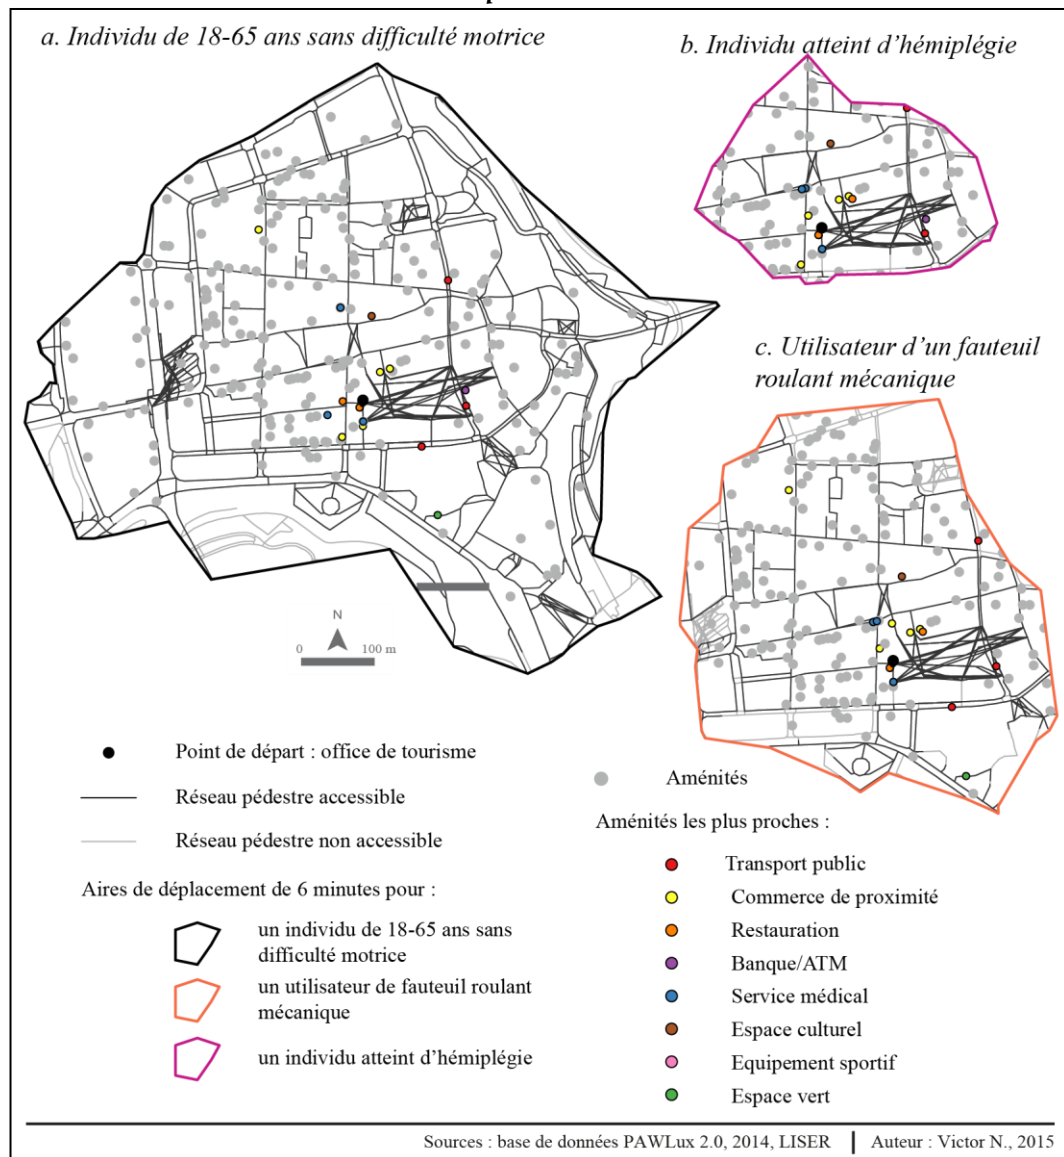 a. Individu de 18-65 ans sans difficulté motrice
b. Individu atteint d'hémiplégie
c. Utilisateur d'un fauteuil
roulant mécanique
N
0 100 m
Point de départ : office de tourisme
Réseau pédestre accessible
Réseau pédestre non accessible
Aires de déplacement de 6 minutes pour :
un individu de 18-65 ans sans
difficulté motrice
un utilisateur de fauteuil roulant
mécanique
un individu atteint d'hémiplégie
Aménités
Aménités les plus proches :
Transport public
Commerce de proximité
Restauration
Banque/ATM
Service médical
Espace culturel
Equipement sportif
Espace vert
Sources : base de données PAWLux 2.0, 2014, LISER | Auteur : Victor N., 2015